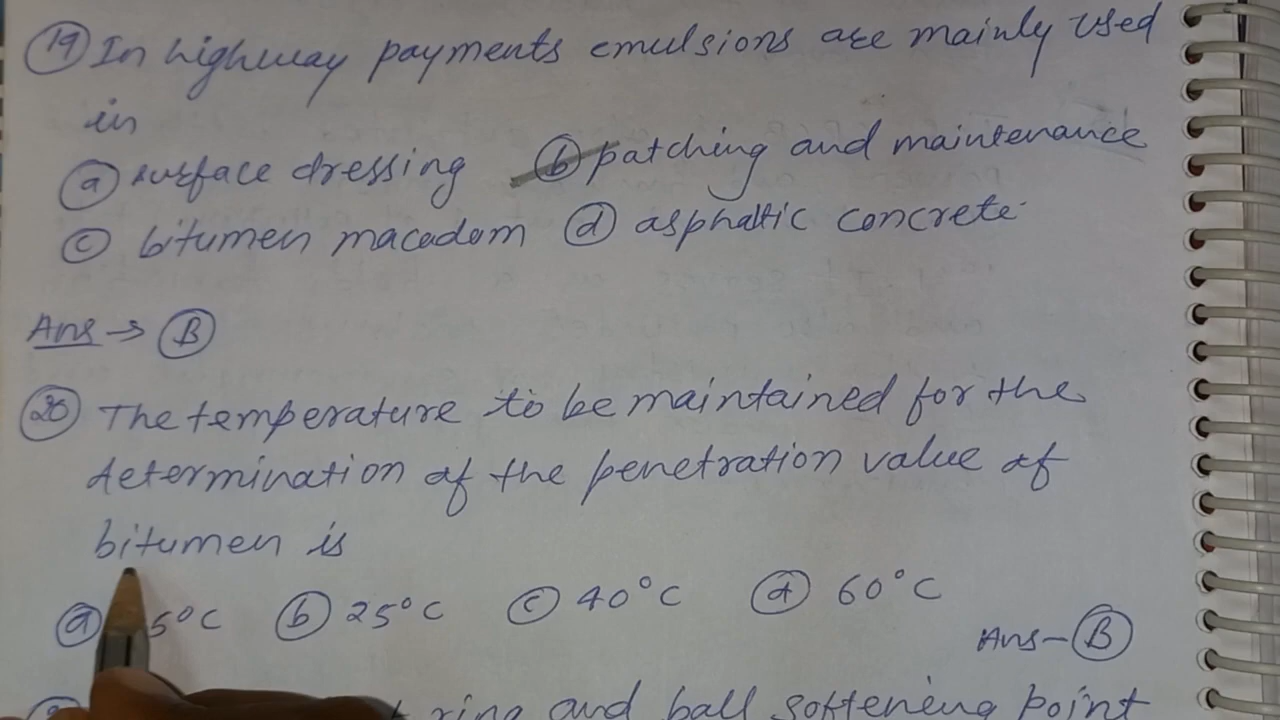 19 In highway payments emulsions are mainly used
in
a surface dressing b patching and maintenance
c bitumen macadam d asphaltic concrete
Ans → B
20 The temperature to be maintained for the
determination of the penetration value of
bitumen is
a 5°C b 25°C c 40°C d 60°C
Ans - B
ring and ball softening point